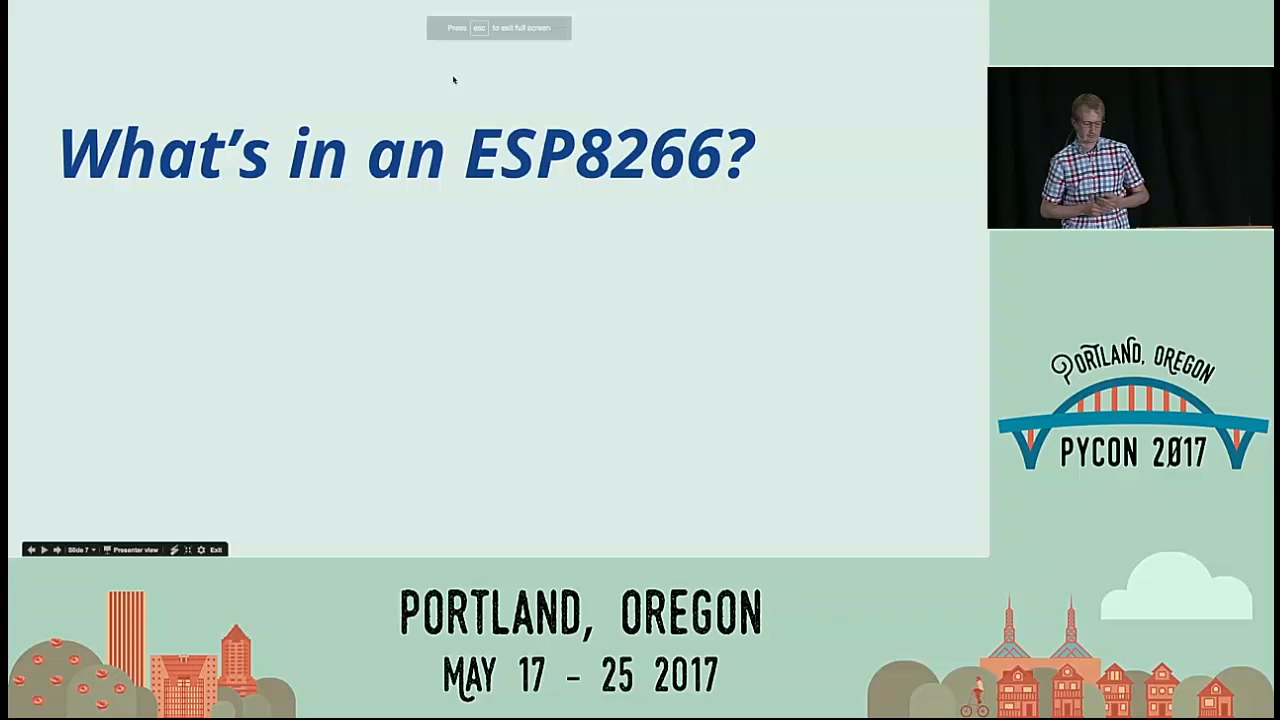 Press esc to exit full screen
What's in an ESP8266?
Slide 7
Presenter view
Exit
PORTLAND, OREGON
PYCON 2017
PORTLAND, OREGON
MAY 17 - 25 2017